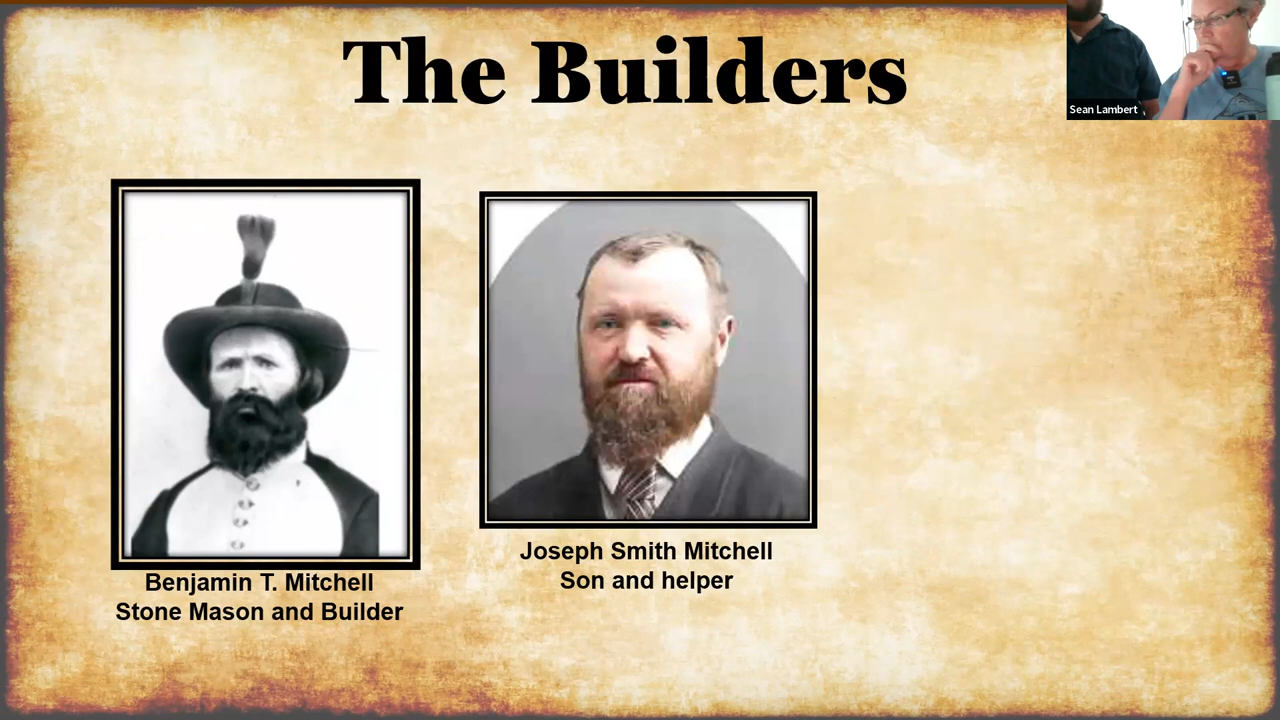 The Builders
Sean Lambert
Benjamin T. Mitchell
Stone Mason and Builder
Joseph Smith Mitchell
Son and helper